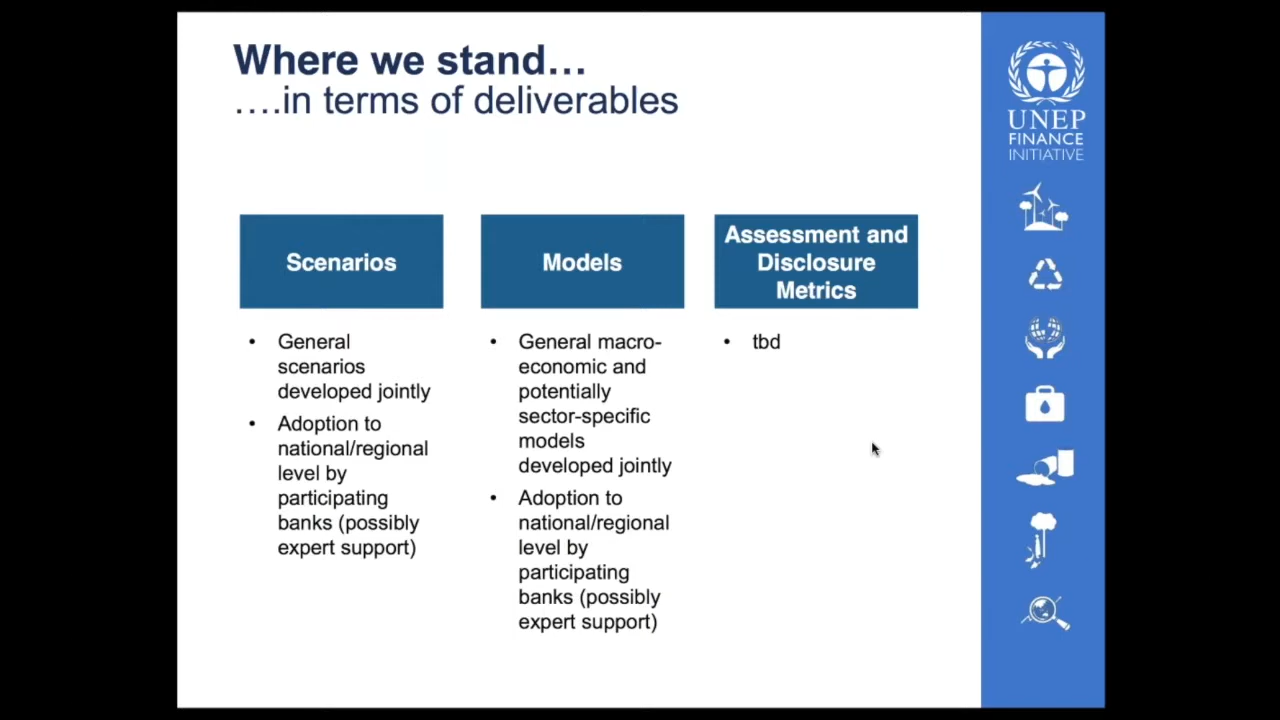 Where we stand…
….in terms of deliverables
UNEP
FINANCE
INITIATIVE
Scenarios
• General
scenarios
developed jointly
• Adoption to
national/regional
level by
participating
banks (possibly
expert support)
Models
• General macro-
economic and
potentially
sector-specific
models
developed jointly
• Adoption to
national/regional
level by
participating
banks (possibly
expert support)
Assessment and
Disclosure
Metrics
• tbd